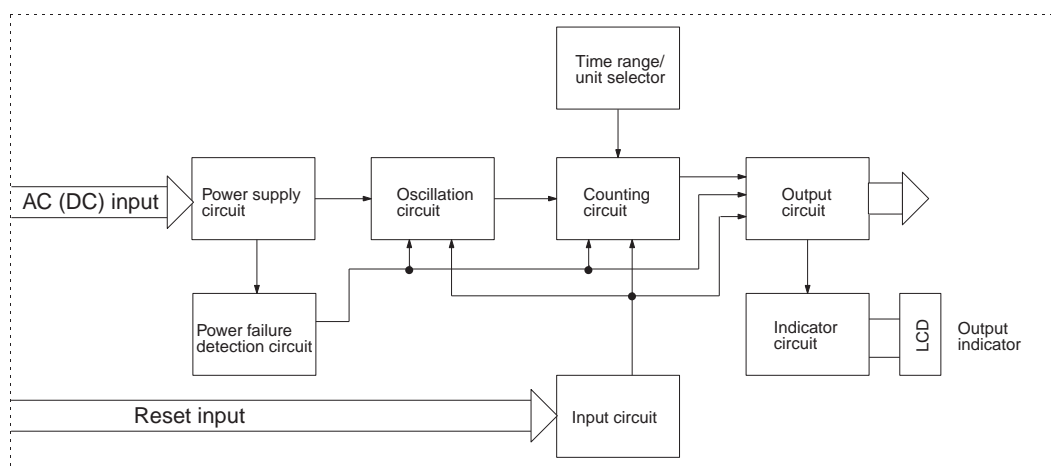 Time range/
unit selector
AC (DC) input
Power supply
circuit
Oscillation
circuit
Counting
circuit
Output
circuit
Power failure
detection circuit
Indicator
circuit
LCD
Output
indicator
Reset input
Input circuit